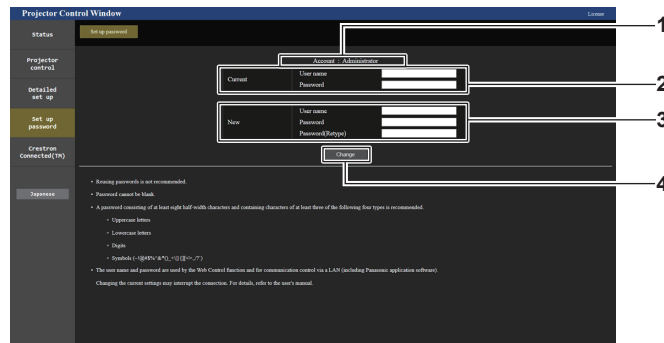 Projector Control Window
License
Status
Set up password
1
Account : Administrator
Projector
control
Current
User name
Password
2
Detailed
set up
New
User name
Password
Password(Retype)
3
Set up
password
Change
4
Crestron
Connected(TM)
Japanese
• Reusing passwords is not recommended.
• Password cannot be blank.
• A password consisting of at least eight half-width characters and containing characters of at least three of the following four types is recommended.
• Uppercase letters
• Lowercase letters
• Digits
• Symbols
• The user name and password are used by the Web Control function and for communication control via a LAN (including Panasonic application software).
Changing the current settings may interrupt the connection. For details, refer to the user's manual.